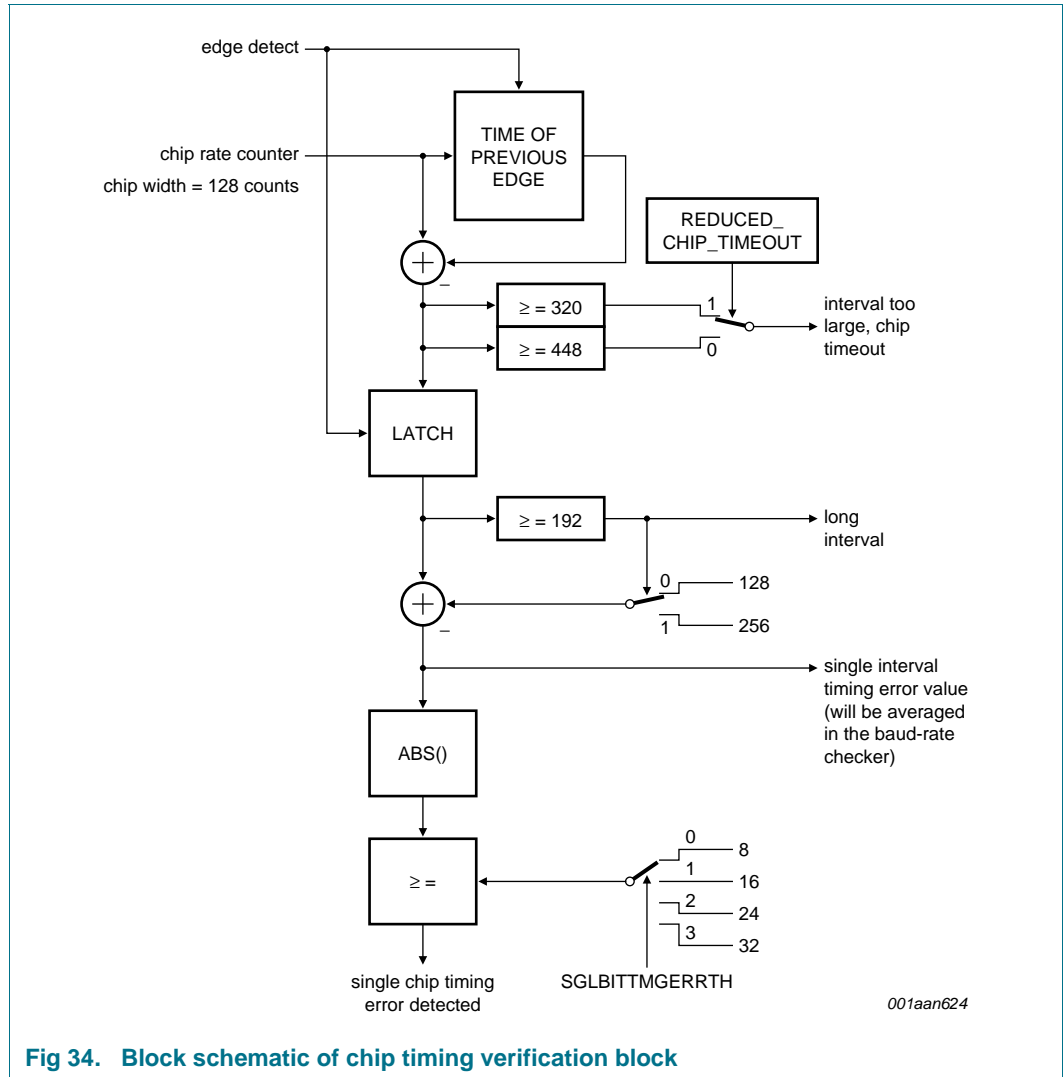 edge detect
TIME OF
PREVIOUS
EDGE
chip rate counter
chip width = 128 counts
REDUCED_
CHIP_TIMEOUT
+
−
≥ = 320
1
interval too
large, chip
timeout
≥ = 448
0
LATCH
≥ = 192
long
interval
+
−
0
128
1
256
single interval
timing error value
(will be averaged
in the baud-rate
checker)
ABS()
≥ =
0
8
1
16
2
24
3
32
single chip timing
error detected
SGLBITTMGERRTH
001aan624
Fig 34. Block schematic of chip timing verification block